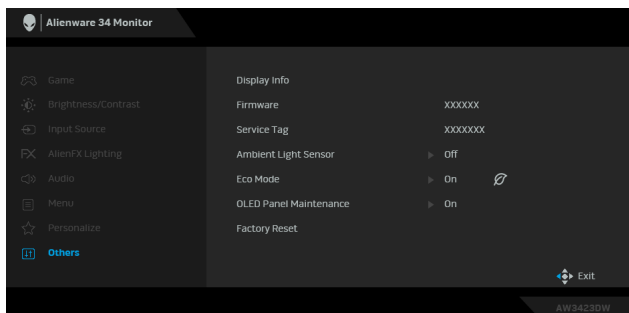 Alienware 34 Monitor
Game
Brightness/Contrast
Input Source
AlienFX Lighting
Audio
Menu
Personalize
Others
Display Info
Firmware XXXXXX
Service Tag XXXXXXX
Ambient Light Sensor Off
Eco Mode On
OLED Panel Maintenance On
Factory Reset
Exit
AW3423DW